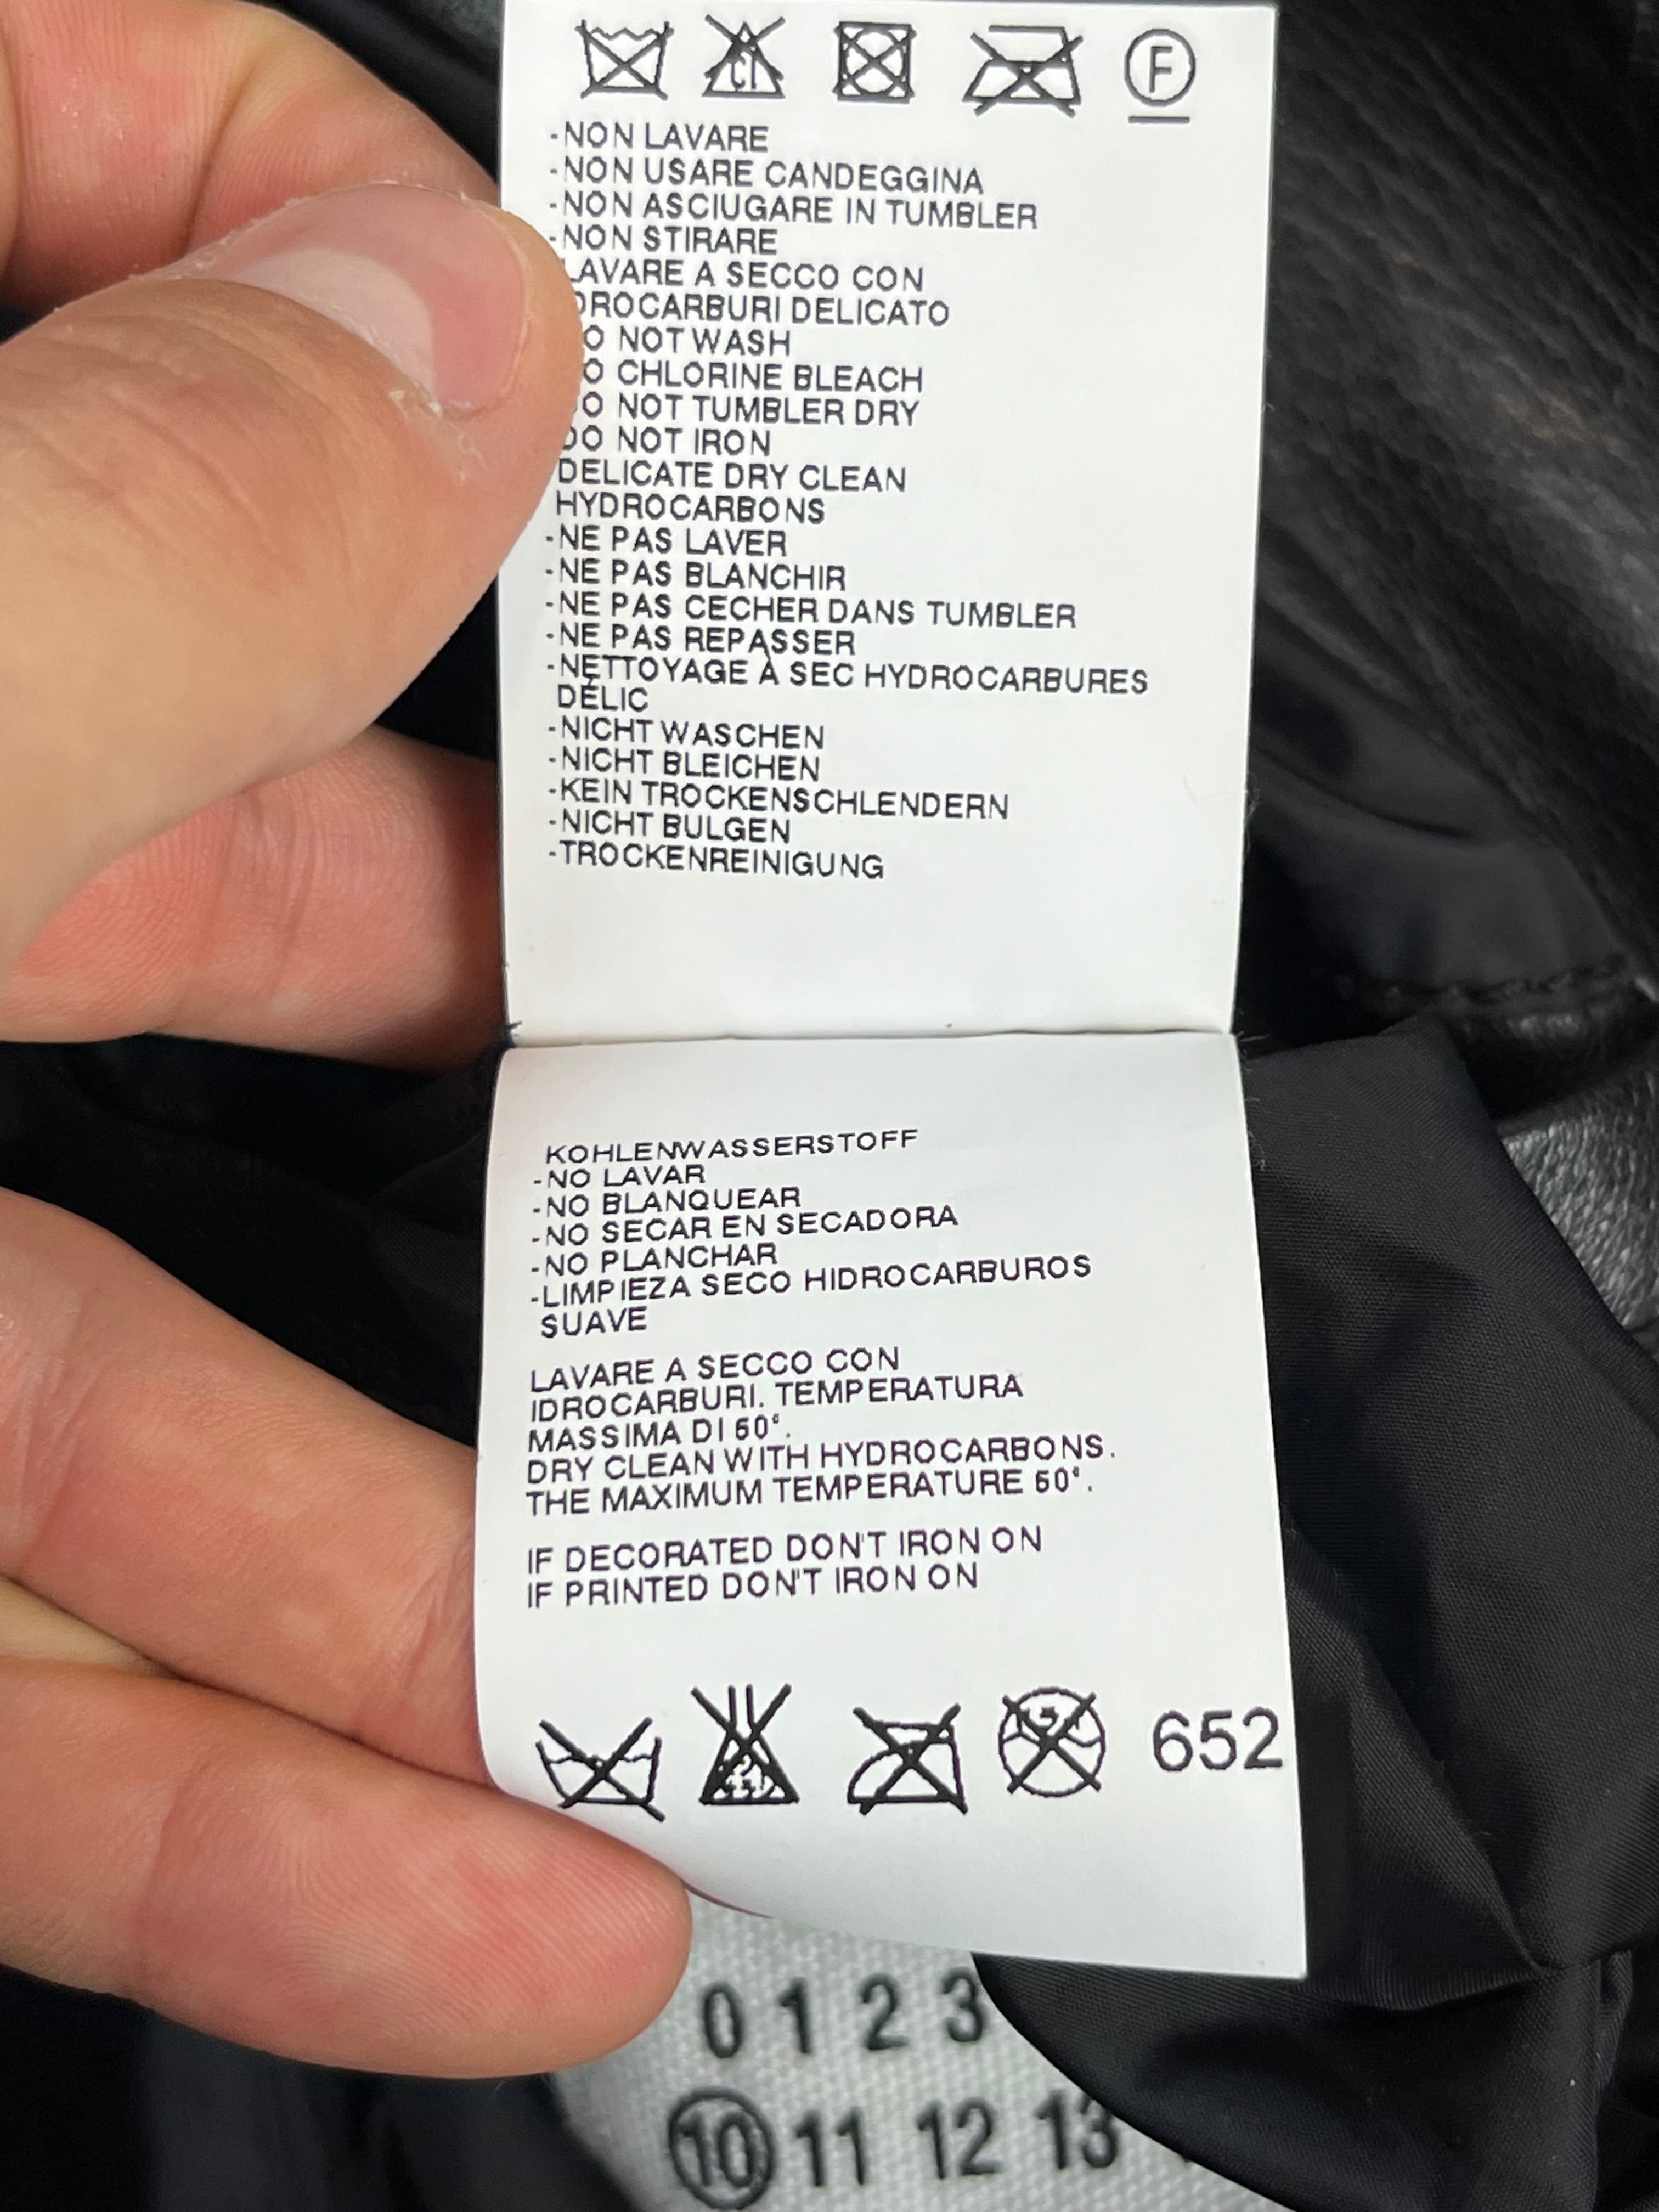 CL F
-NON LAVARE
-NON USARE CANDEGGINA
-NON ASCIUGARE IN TUMBLER
-NON STIRARE
LAVARE A SECCO CON
DROCARBURI DELICATO
O NOT WASH
O CHLORINE BLEACH
O NOT TUMBLER DRY
DO NOT IRON
DELICATE DRY CLEAN
HYDROCARBONS
-NE PAS LAVER
-NE PAS BLANCHIR
-NE PAS CECHER DANS TUMBLER
-NE PAS REPASSER
-NETTOYAGE À SEC HYDROCARBURES
DÉLIC
-NICHT WASCHEN
-NICHT BLEICHEN
-KEIN TROCKENSCHLENDERN
-NICHT BULGEN
-TROCKENREINIGUNG
KOHLENWASSERSTOFF
-NO LAVAR
-NO BLANQUEAR
-NO SECAR EN SECADORA
-NO PLANCHAR
-LIMPIEZA SECO HIDROCARBUROS
SUAVE
LAVARE A SECCO CON
IDROCARBURI. TEMPERATURA
MASSIMA DI 60°.
DRY CLEAN WITH HYDROCARBONS.
THE MAXIMUM TEMPERATURE 60°.
IF DECORATED DON'T IRON ON
IF PRINTED DON'T IRON ON
652
0 1 2 3
10 11 12 13